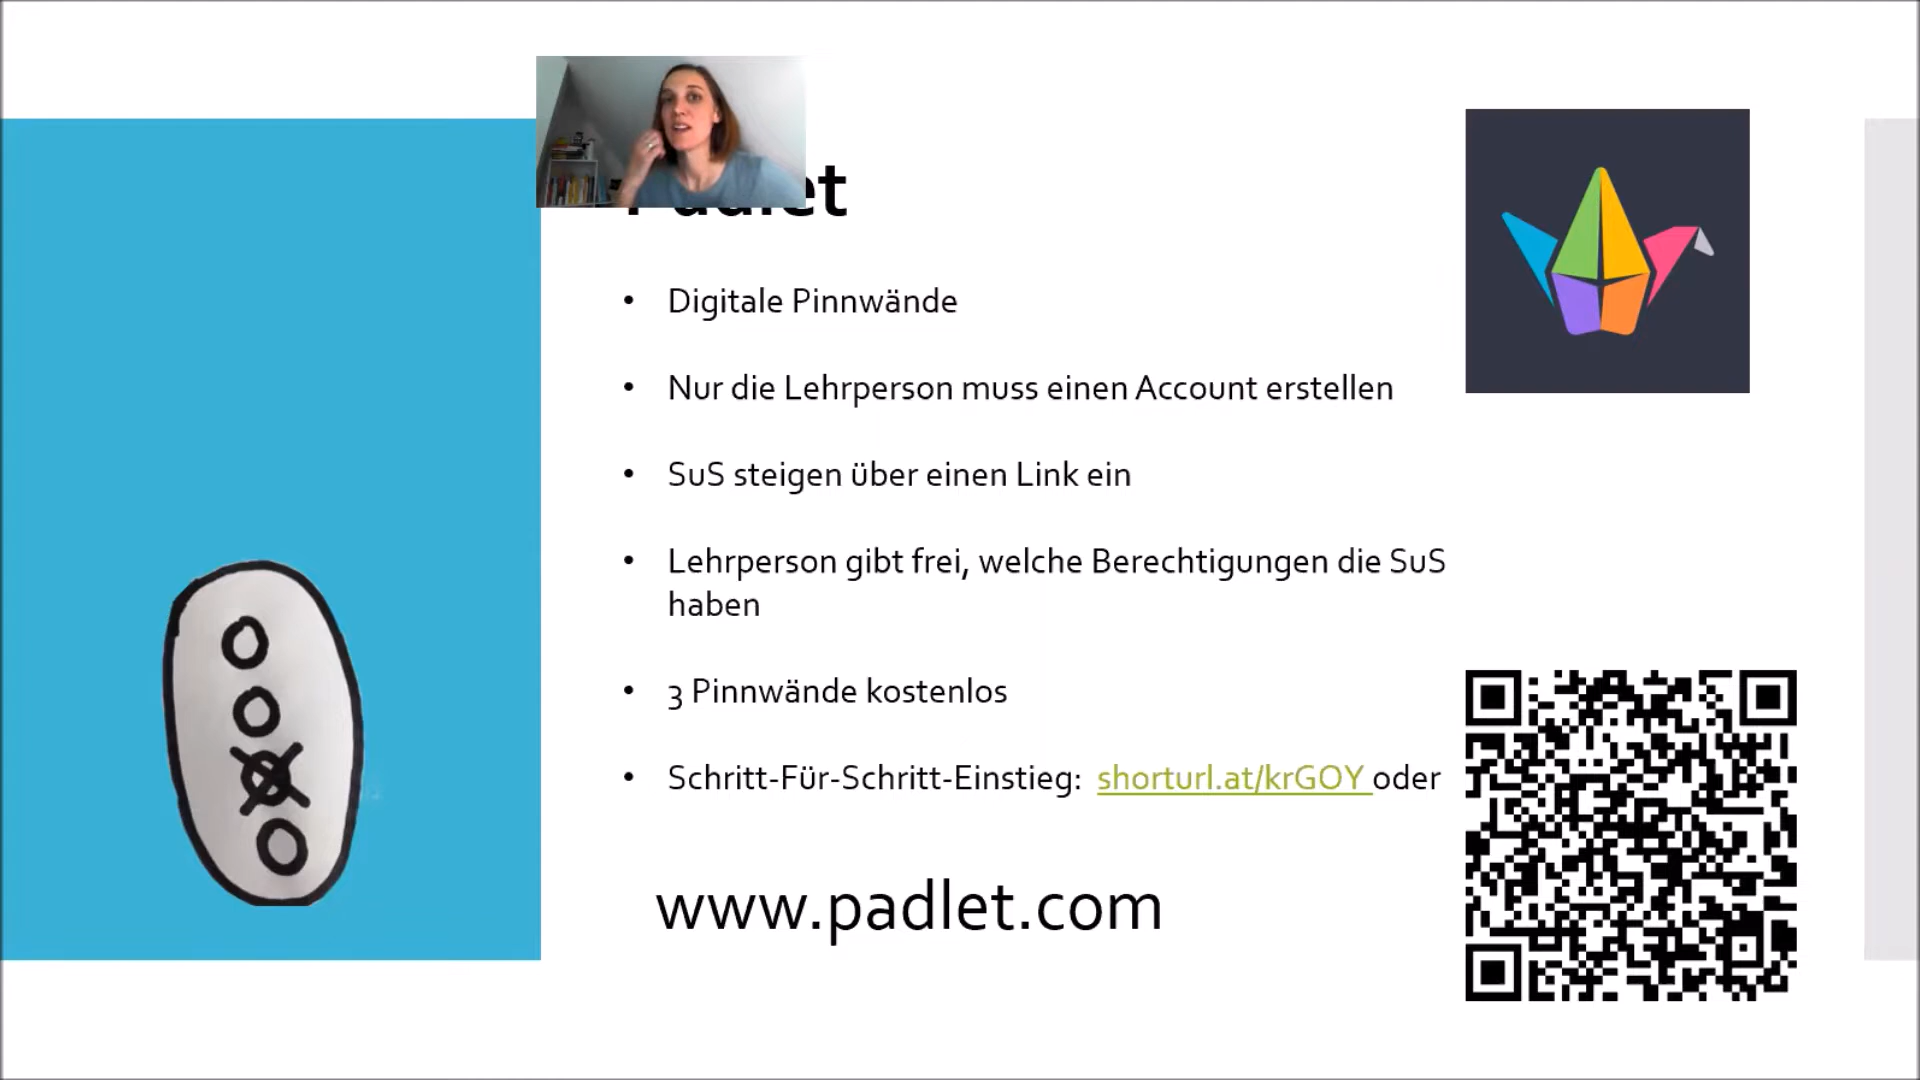 Padlet
• Digitale Pinnwände
• Nur die Lehrperson muss einen Account erstellen
• SuS steigen über einen Link ein
• Lehrperson gibt frei, welche Berechtigungen die SuS
haben
• 3 Pinnwände kostenlos
• Schritt-Für-Schritt-Einstieg: shorturl.at/krGOY oder
www.padlet.com